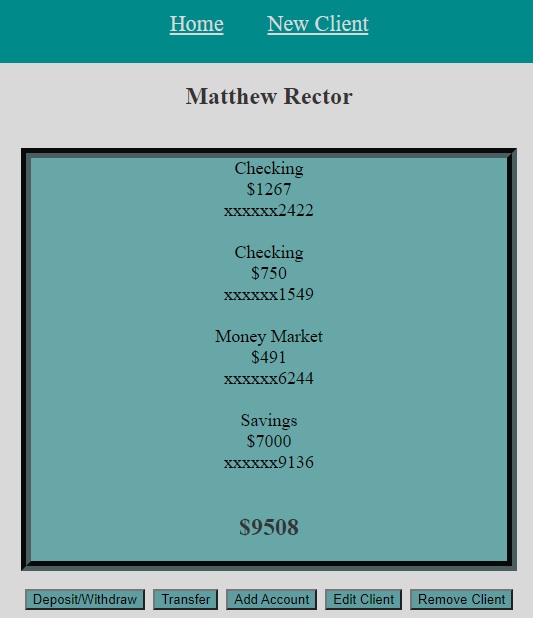 Home New Client
Matthew Rector
Checking
$1267
xxxxxx2422
Checking
$750
xxxxxx1549
Money Market
$491
xxxxxx6244
Savings
$7000
xxxxxx9136
$9508
Deposit/Withdraw Transfer Add Account Edit Client Remove Client